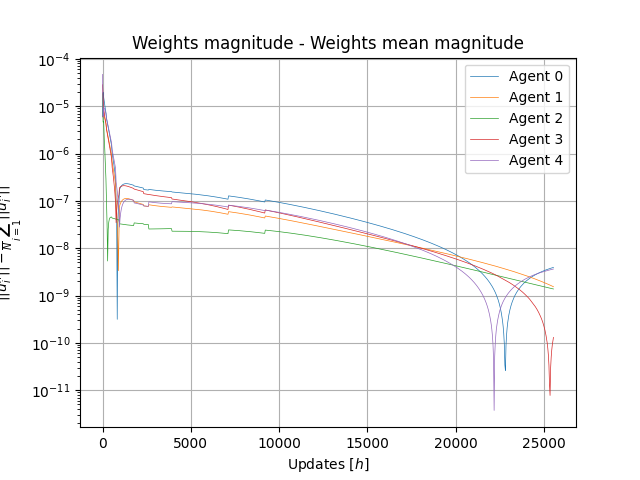 Weights magnitude - Weights mean magnitude
10^-4
10^-5
10^-6
10^-7
10^-8
10^-9
10^-10
10^-11
Agent 0
Agent 1
Agent 2
Agent 3
Agent 4
0 5000 10000 15000 20000 25000
Updates [h]